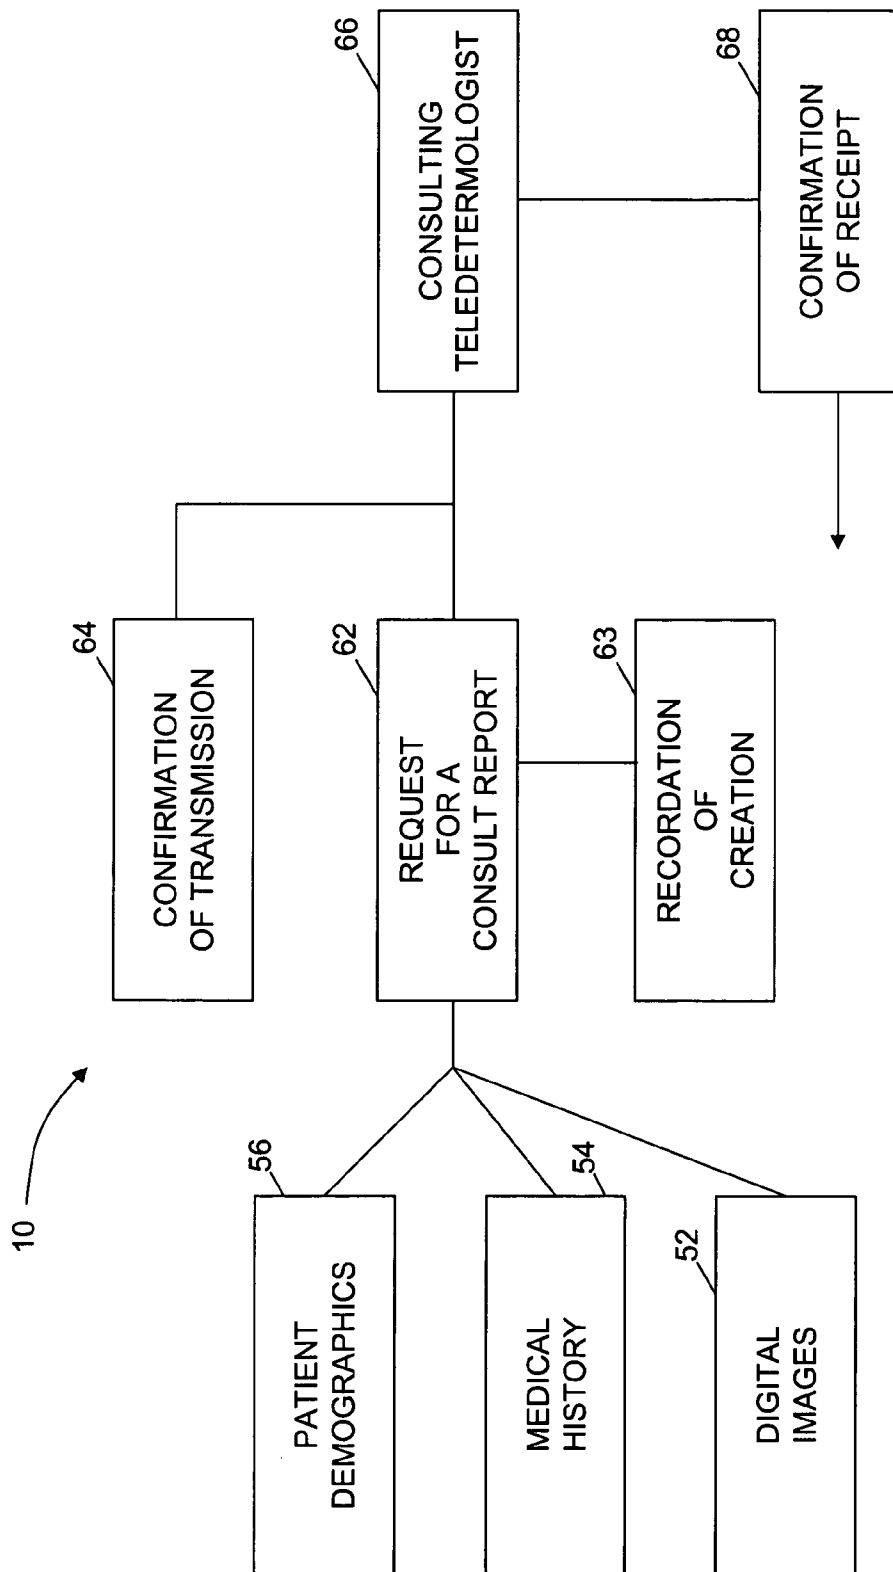 10
56
PATIENT
DEMOGRAPHICS
54
MEDICAL
HISTORY
52
DIGITAL
IMAGES
64
CONFIRMATION
OF TRANSMISSION
62
REQUEST
FOR A
CONSULT REPORT
63
RECORDATION
OF
CREATION
66
CONSULTING
TELEDETERMOLOGIST
68
CONFIRMATION
OF RECEIPT